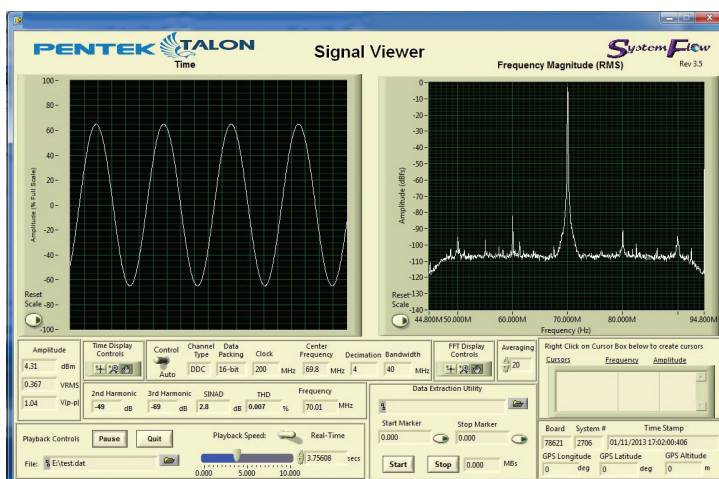 PENTEK TALON
Signal Viewer
SystemFlow
Rev 3.5
Time
100
80
60
40
20
0
-20
-40
-60
-80
-100
Amplitude (% Full Scale)
Reset
Scale
Frequency Magnitude (RMS)
0
-10
-20
-30
-40
-50
-60
-70
-80
-90
-100
-110
-120
-130
-140
Amplitude (dBfs)
Reset
Scale
44.800M 50.000M 60.000M 70.000M 80.000M 94.800M
Frequency (Hz)
Amplitude
4.31 dBm
0.367 VRMS
1.04 V(p-p)
Time Display
Controls
Control
Auto
Channel
Type
DDC
Data
Packing
16-bit
Clock
200 MHz
Center
Frequency
69.8 MHz
Decimation
4
Bandwidth
40 MHz
FFT Display
Controls
Averaging
20
2nd Harmonic
-49 dB
3rd Harmonic
-69 dB
SINAD
2.8 dB
THD
0.007 %
Frequency
70.01 MHz
Playback Controls
Pause
Quit
Playback Speed:
Real-Time
0.000 5.000 10.000
3.75608 secs
File:
E:\test.dat
Data Extraction Utility
Start Marker
0.000
Stop Marker
0.000
Start
Stop
0.000 MBs
Right Click on Cursor Box below to create cursors
Cursors Frequency Amplitude
Board System # Time Stamp
78621 2706 01/11/2013 17:02:00:406
GPS Longitude GPS Latitude GPS Altitude
0 deg 0 deg 0 m